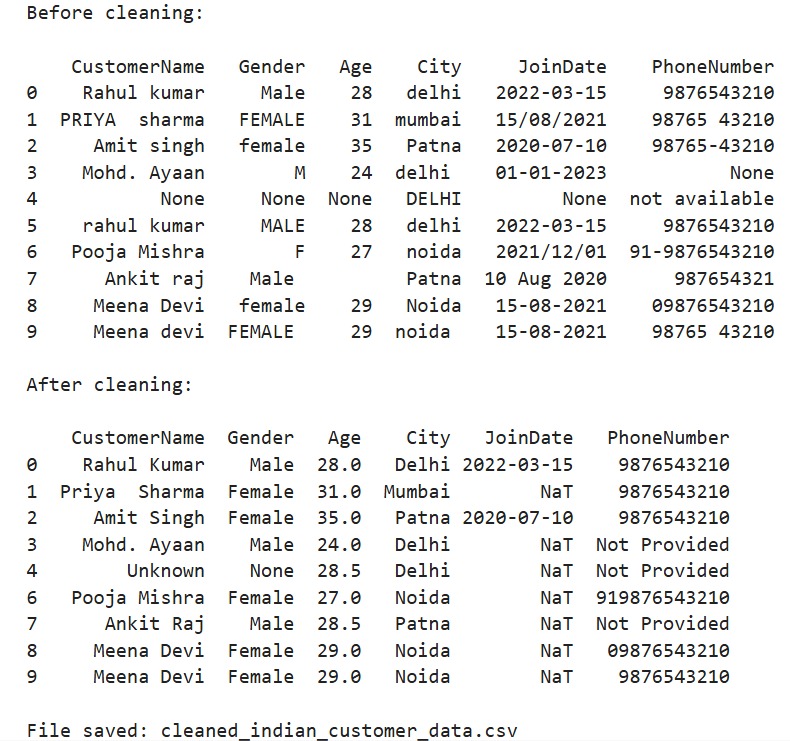 Before cleaning:
CustomerName Gender Age City JoinDate PhoneNumber
0 Rahul kumar Male 28 delhi 2022-03-15 9876543210
1 PRIYA  sharma FEMALE 31 mumbai 15/08/2021 98765 43210
2 Amit singh female 35 Patna 2020-07-10 98765-43210
3 Mohd. Ayaan M 24 delhi 01-01-2023 None
4 None None None DELHI None not available
5 rahul kumar MALE 28 delhi 2022-03-15 9876543210
6 Pooja Mishra F 27 noida 2021/12/01 91-9876543210
7 Ankit raj Male Patna 10 Aug 2020 987654321
8 Meena Devi female 29 Noida 15-08-2021 09876543210
9 Meena devi FEMALE 29 noida 15-08-2021 98765 43210
After cleaning:
CustomerName Gender Age City JoinDate PhoneNumber
0 Rahul Kumar Male 28.0 Delhi 2022-03-15 9876543210
1 Priya  Sharma Female 31.0 Mumbai NaT 9876543210
2 Amit Singh Female 35.0 Patna 2020-07-10 9876543210
3 Mohd. Ayaan Male 24.0 Delhi NaT Not Provided
4 Unknown None 28.5 Delhi NaT Not Provided
6 Pooja Mishra Female 27.0 Noida NaT 919876543210
7 Ankit Raj Male 28.5 Patna NaT Not Provided
8 Meena Devi Female 29.0 Noida NaT 09876543210
9 Meena Devi Female 29.0 Noida NaT 9876543210
File saved: cleaned_indian_customer_data.csv